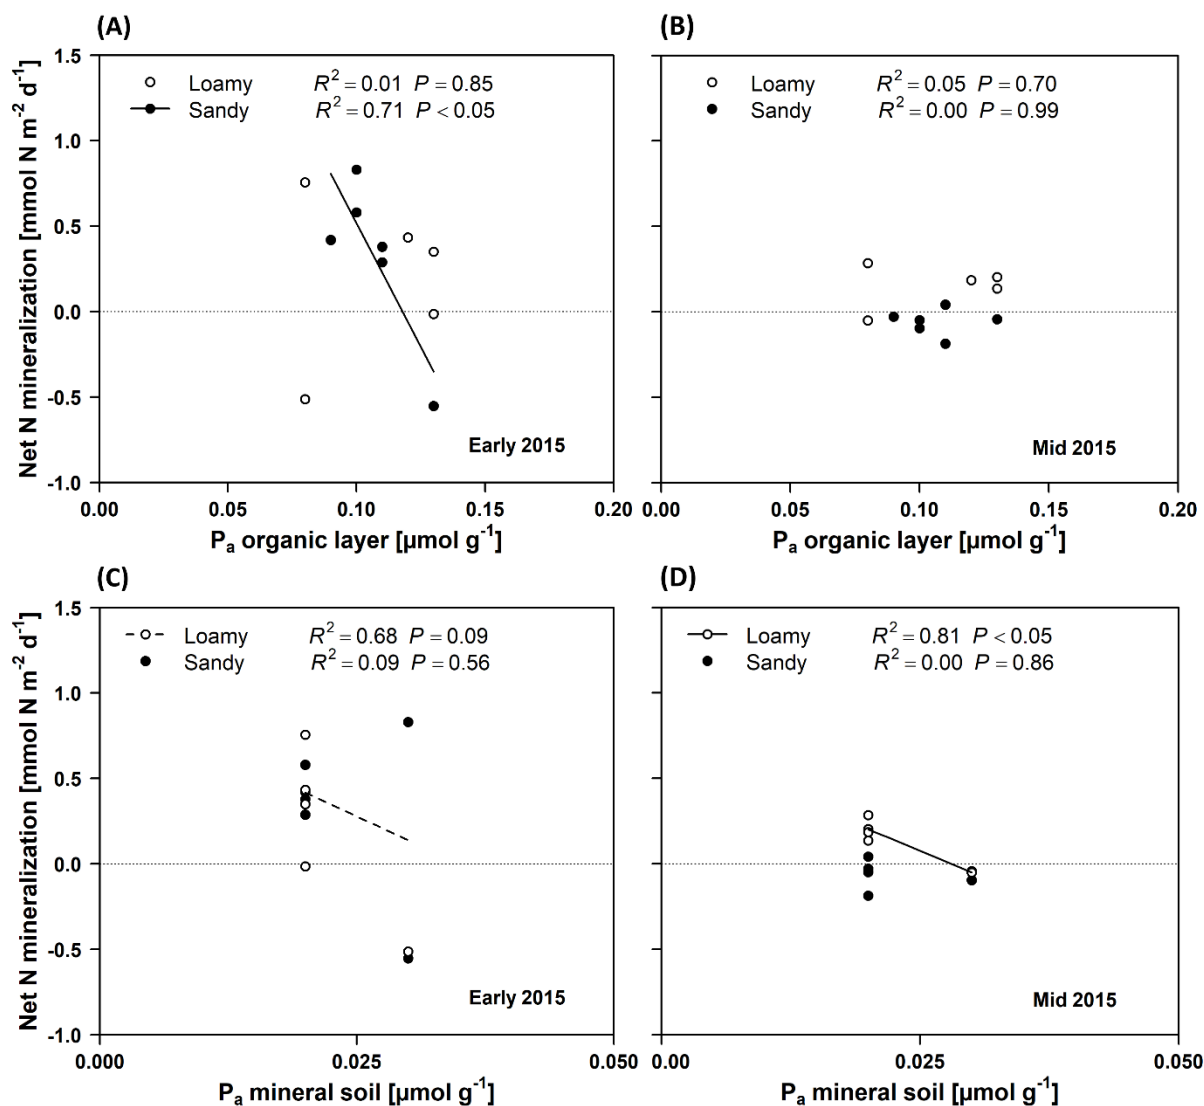 (A)
Net N mineralization [mmol N m⁻² d⁻¹]
1.5
1.0
0.5
0.0
-0.5
-1.0
Loamy R² = 0.01 P = 0.85
Sandy R² = 0.71 P < 0.05
Early 2015
0.00 0.05 0.10 0.15 0.20
Pₐ organic layer [µmol g⁻¹]
(B)
Loamy R² = 0.05 P = 0.70
Sandy R² = 0.00 P = 0.99
Mid 2015
0.00 0.05 0.10 0.15 0.20
Pₐ organic layer [µmol g⁻¹]
(C)
Net N mineralization [mmol N m⁻² d⁻¹]
1.5
1.0
0.5
0.0
-0.5
-1.0
Loamy R² = 0.68 P = 0.09
Sandy R² = 0.09 P = 0.56
Early 2015
0.000 0.025 0.050
Pₐ mineral soil [µmol g⁻¹]
(D)
Loamy R² = 0.81 P < 0.05
Sandy R² = 0.00 P = 0.86
Mid 2015
0.00 0.025 0.050
Pₐ mineral soil [µmol g⁻¹]